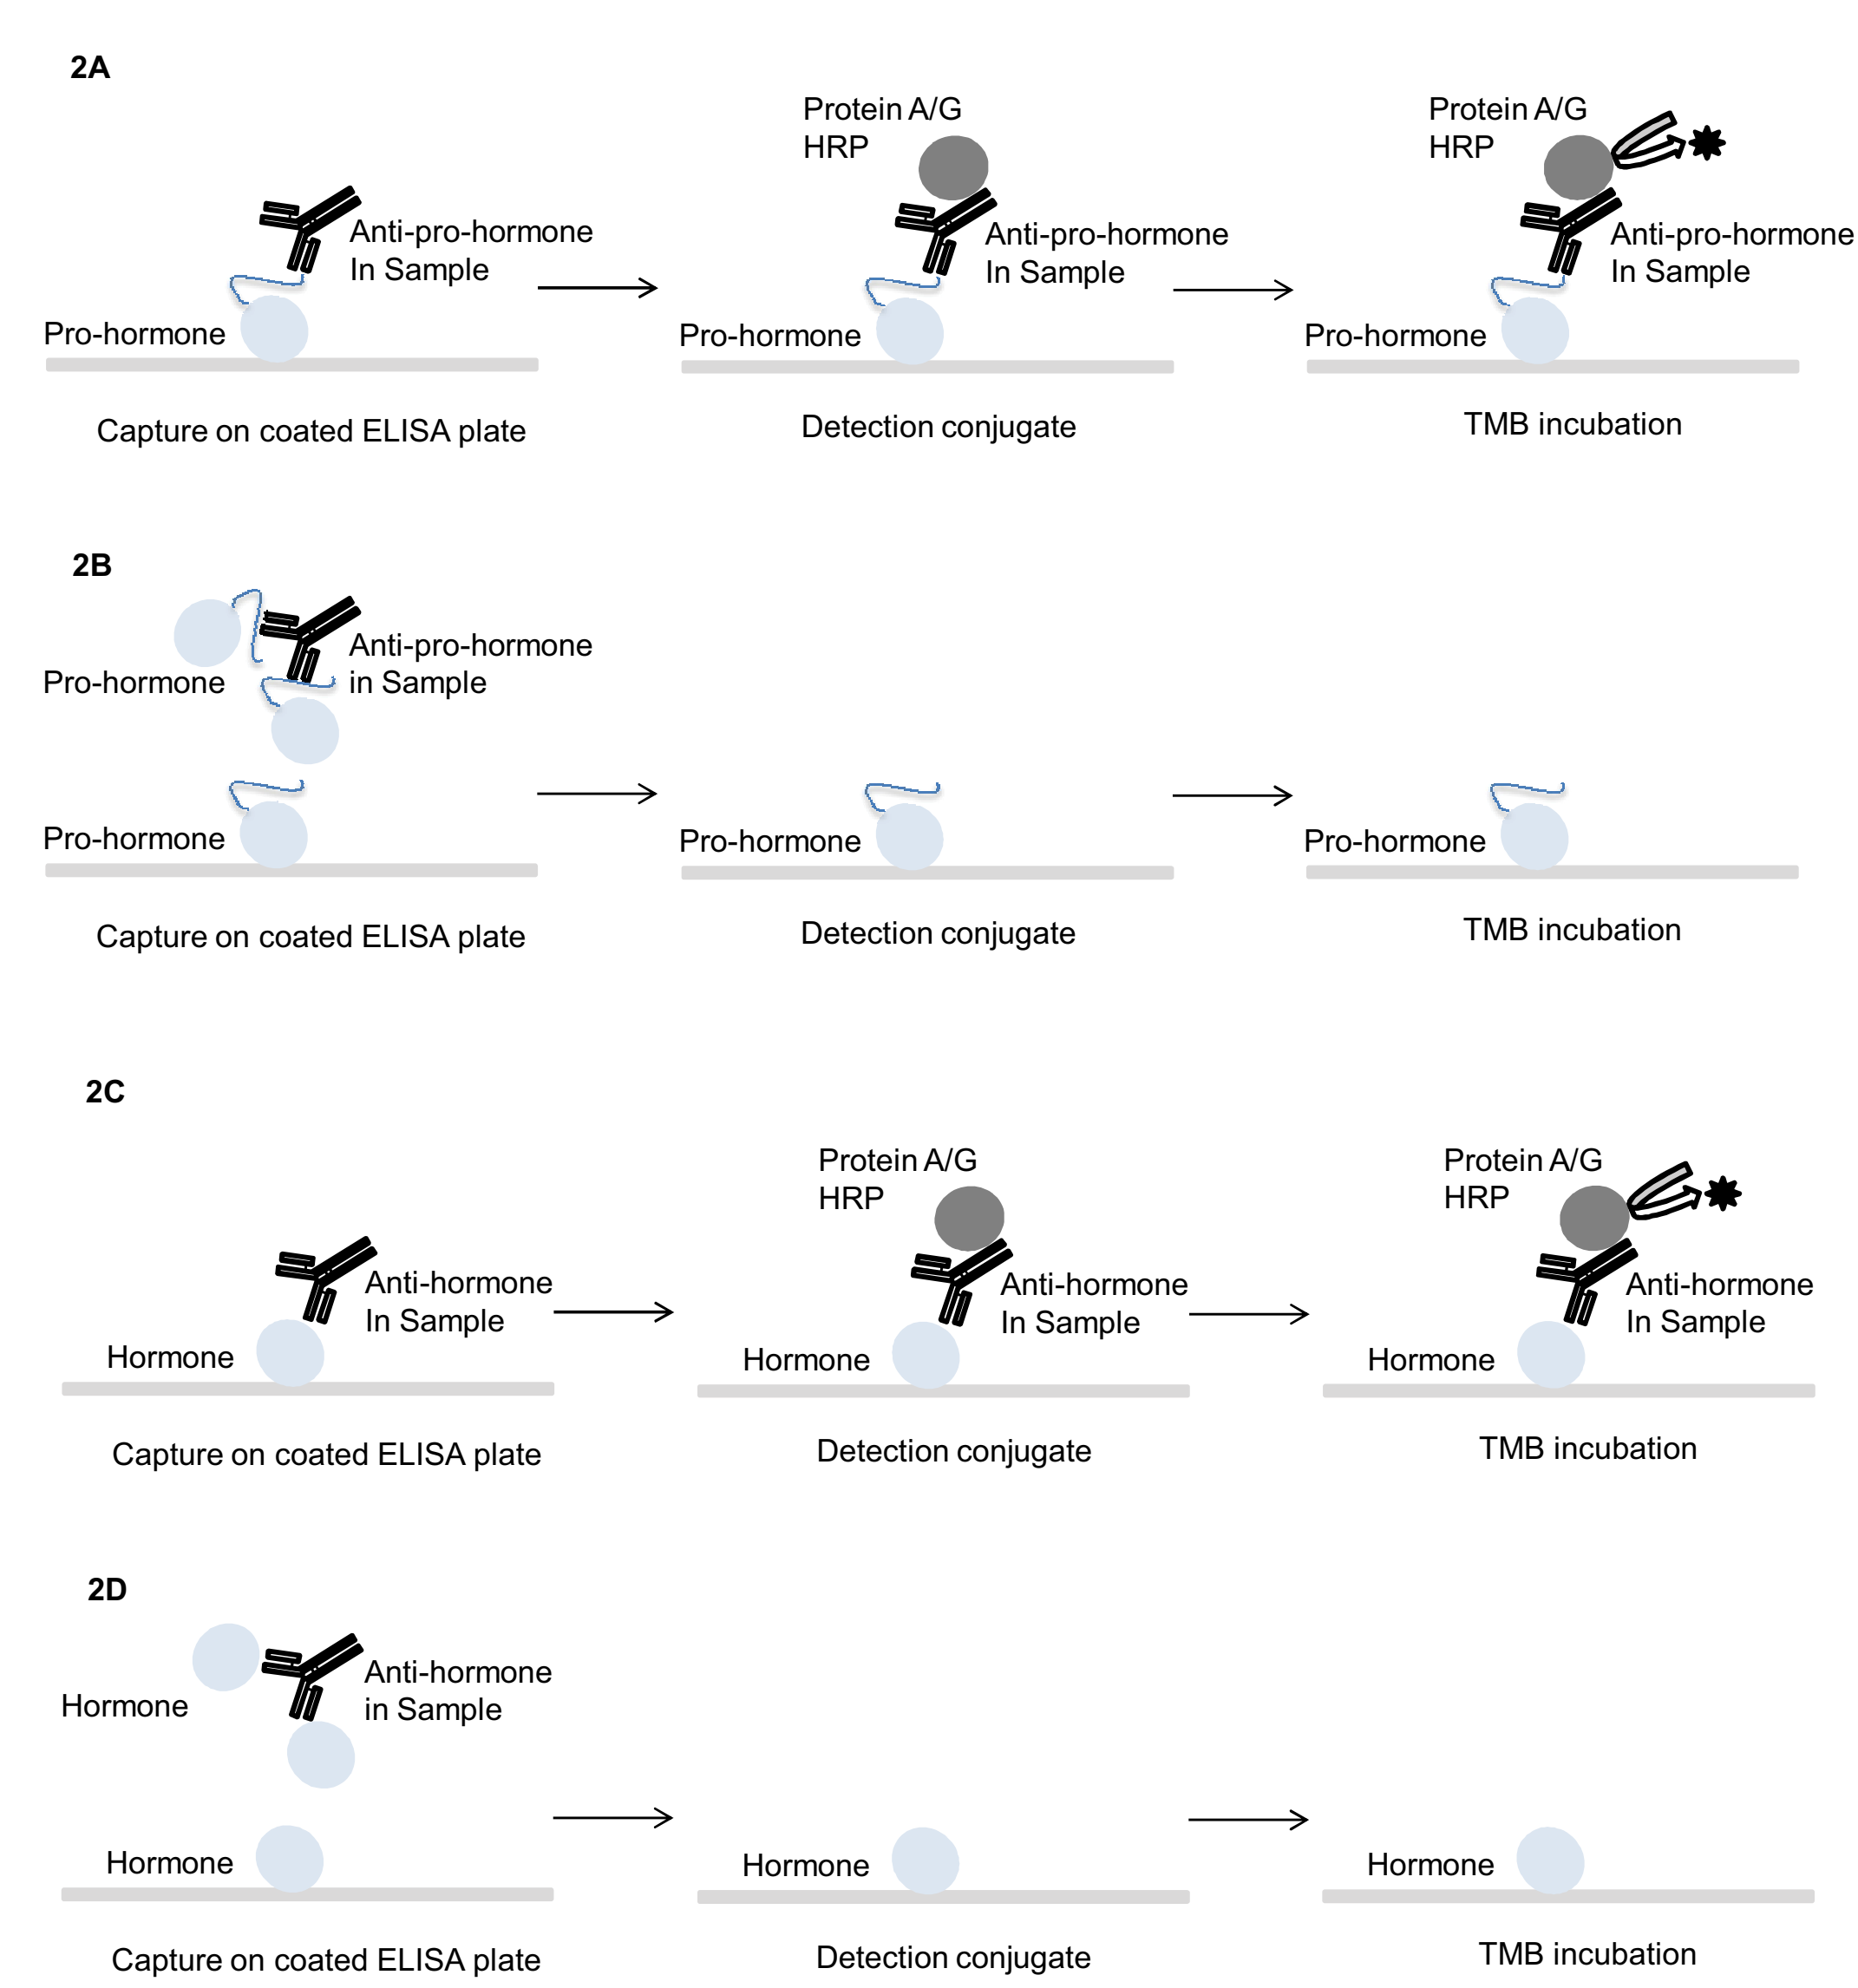 2A
Protein A/G
HRP
Protein A/G
HRP
Anti-pro-hormone
In Sample
Anti-pro-hormone
In Sample
Anti-pro-hormone
In Sample
Pro-hormone
Pro-hormone
Pro-hormone
Capture on coated ELISA plate
Detection conjugate
TMB incubation
2B
Anti-pro-hormone
in Sample
Pro-hormone
Pro-hormone
Pro-hormone
Pro-hormone
Capture on coated ELISA plate
Detection conjugate
TMB incubation
2C
Protein A/G
HRP
Protein A/G
HRP
Anti-hormone
In Sample
Anti-hormone
In Sample
Anti-hormone
In Sample
Hormone
Hormone
Hormone
Capture on coated ELISA plate
Detection conjugate
TMB incubation
2D
Anti-hormone
in Sample
Hormone
Hormone
Hormone
Hormone
Capture on coated ELISA plate
Detection conjugate
TMB incubation